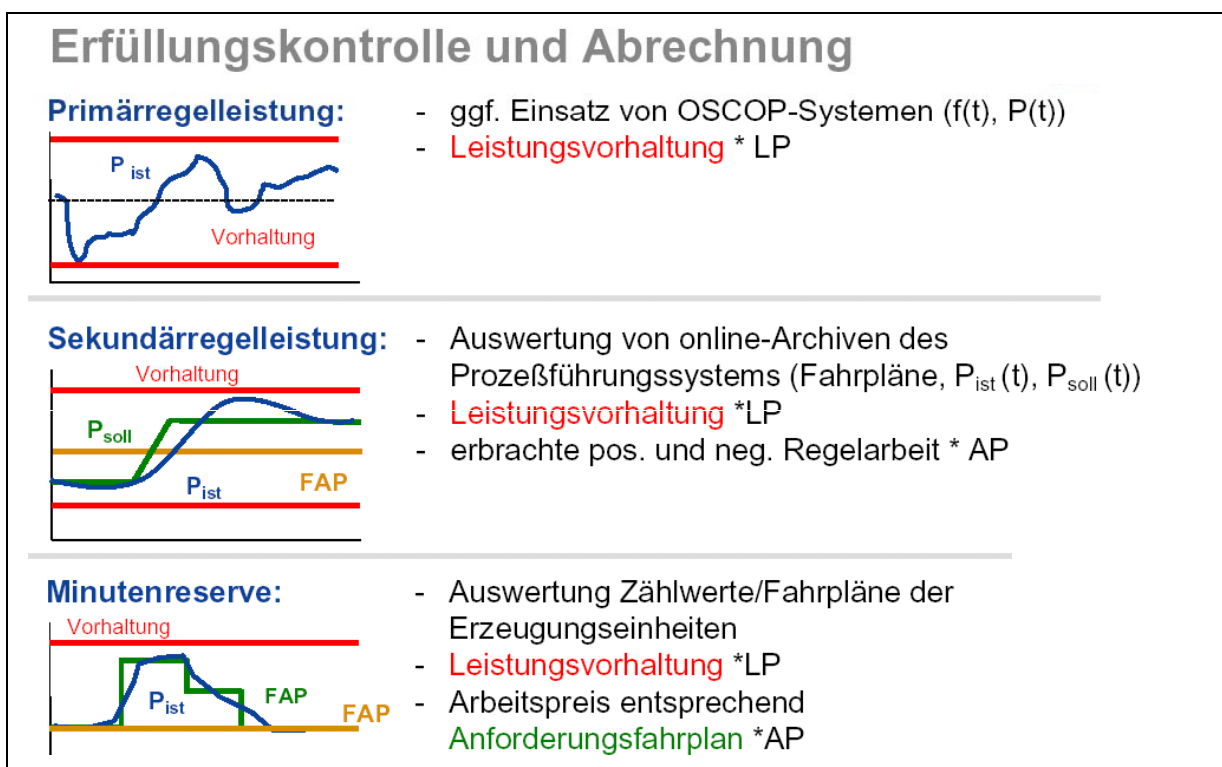 Erfüllungskontrolle und Abrechnung
Primärregelleistung:
- ggf. Einsatz von OSCOP-Systemen (f(t), P(t))
- Leistungsvorhaltung * LP
P ist
Vorhaltung
Sekundärregelleistung:
- Auswertung von online-Archiven des
Prozeßführungssystems (Fahrpläne, Pist (t), Psoll (t))
- Leistungsvorhaltung *LP
- erbrachte pos. und neg. Regelarbeit * AP
Vorhaltung
Psoll
Pist
FAP
Minutenreserve:
- Auswertung Zählwerte/Fahrpläne der
Erzeugungseinheiten
- Leistungsvorhaltung *LP
- Arbeitspreis entsprechend
Anforderungsfahrplan *AP
Vorhaltung
Pist
FAP
FAP